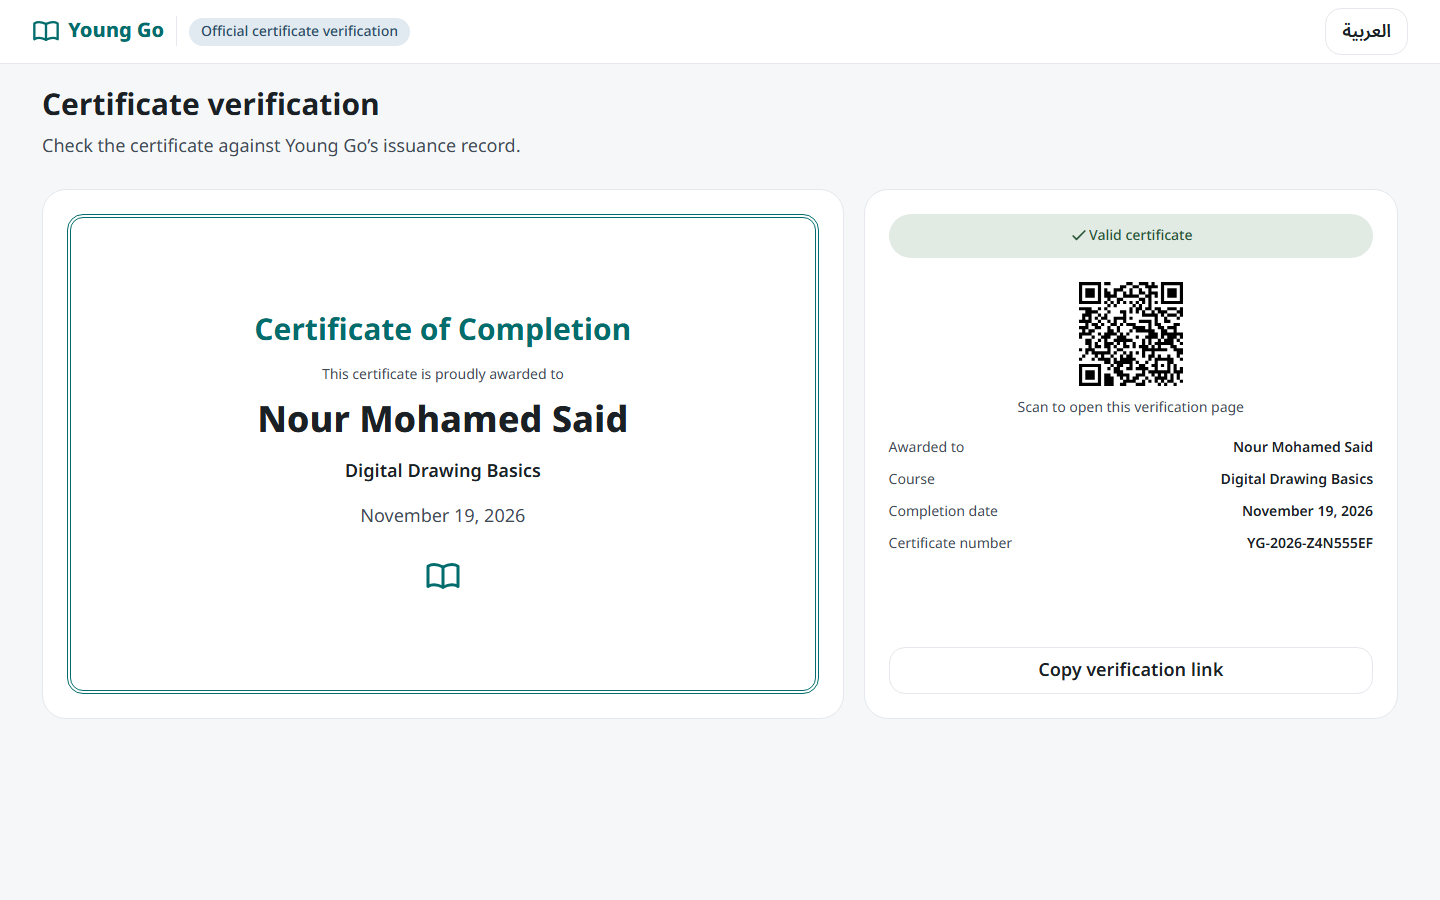 Young Go
Official certificate verification
العربية
Certificate verification
Check the certificate against Young Go’s issuance record.
Certificate of Completion
This certificate is proudly awarded to
Nour Mohamed Said
Digital Drawing Basics
November 19, 2026
Valid certificate
Scan to open this verification page
Awarded to Nour Mohamed Said
Course Digital Drawing Basics
Completion date November 19, 2026
Certificate number YG-2026-Z4N555EF
Copy verification link